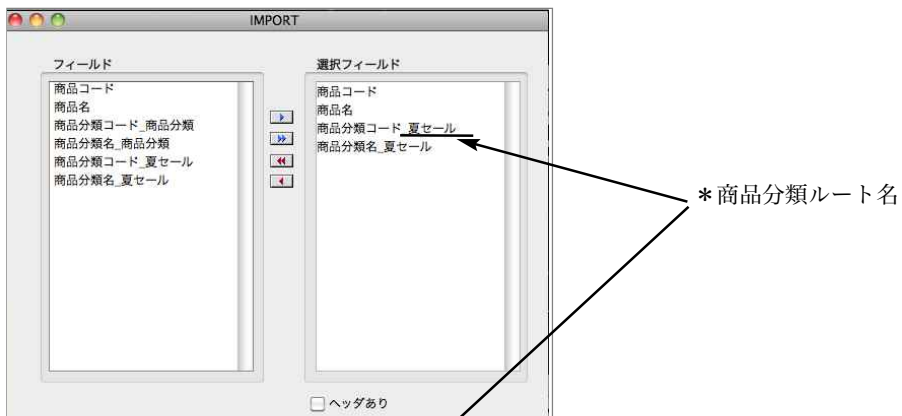 IMPORT
フィールド
商品コード
商品名
商品分類コード_商品分類
商品分類名_商品分類
商品分類コード_夏セール
商品分類名_夏セール
選択フィールド
商品コード
商品名
商品分類コード_夏セール
商品分類名_夏セール
ヘッダあり
＊商品分類ルート名